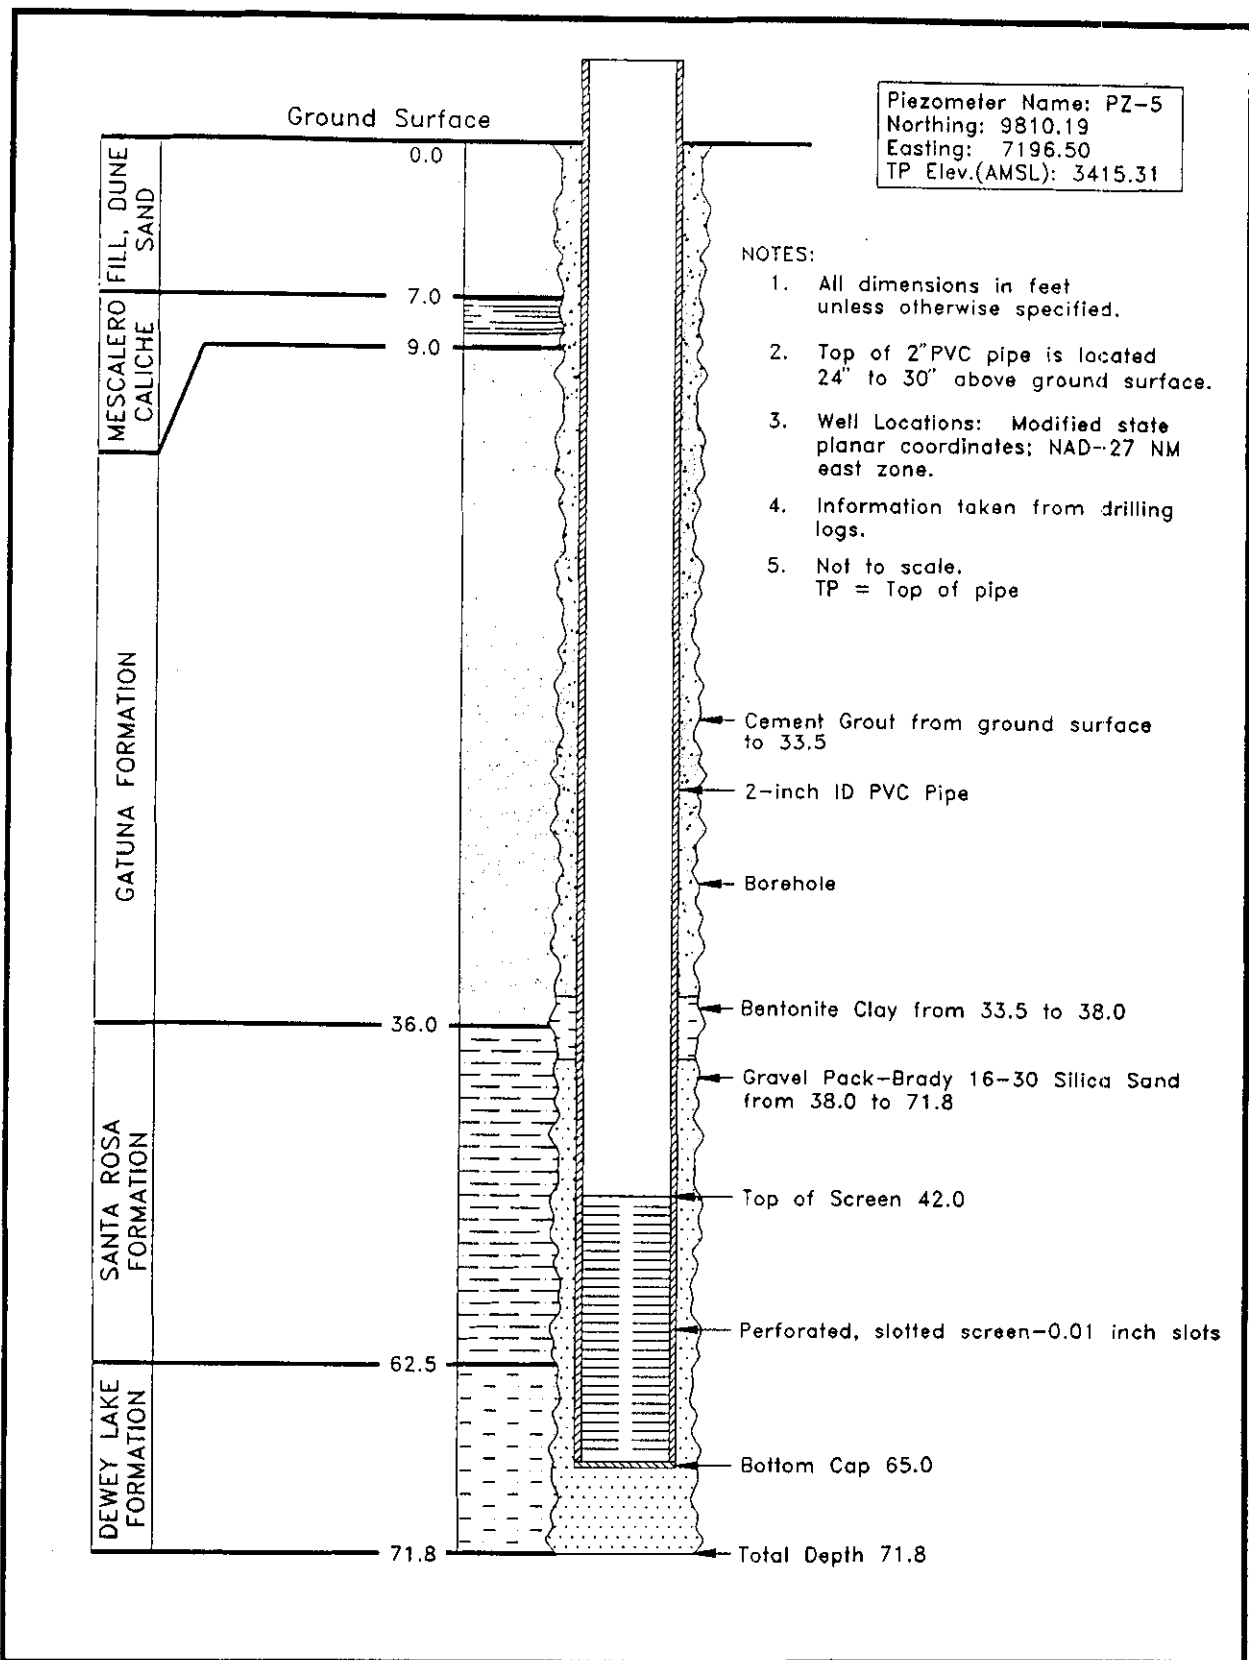 Piezometer Name: PZ-5
Northing: 9810.19
Easting: 7196.50
TP Elev.(AMSL): 3415.31
Ground Surface
0.0
FILL, DUNE
SAND
7.0
MESCALERO
CALICHE
9.0
NOTES:
1. All dimensions in feet
unless otherwise specified.
2. Top of 2" PVC pipe is located
24" to 30" above ground surface.
3. Well Locations: Modified state
planar coordinates; NAD-27 NM
east zone.
4. Information taken from drilling
logs.
5. Not to scale.
TP = Top of pipe
GATUNA FORMATION
Cement Grout from ground surface
to 33.5
2-inch ID PVC Pipe
Borehole
Bentonite Clay from 33.5 to 38.0
36.0
Gravel Pack-Brady 16-30 Silica Sand
from 38.0 to 71.8
SANTA ROSA
FORMATION
Top of Screen 42.0
Perforated, slotted screen-0.01 inch slots
62.5
DEWEY LAKE
FORMATION
Bottom Cap 65.0
71.8
Total Depth 71.8